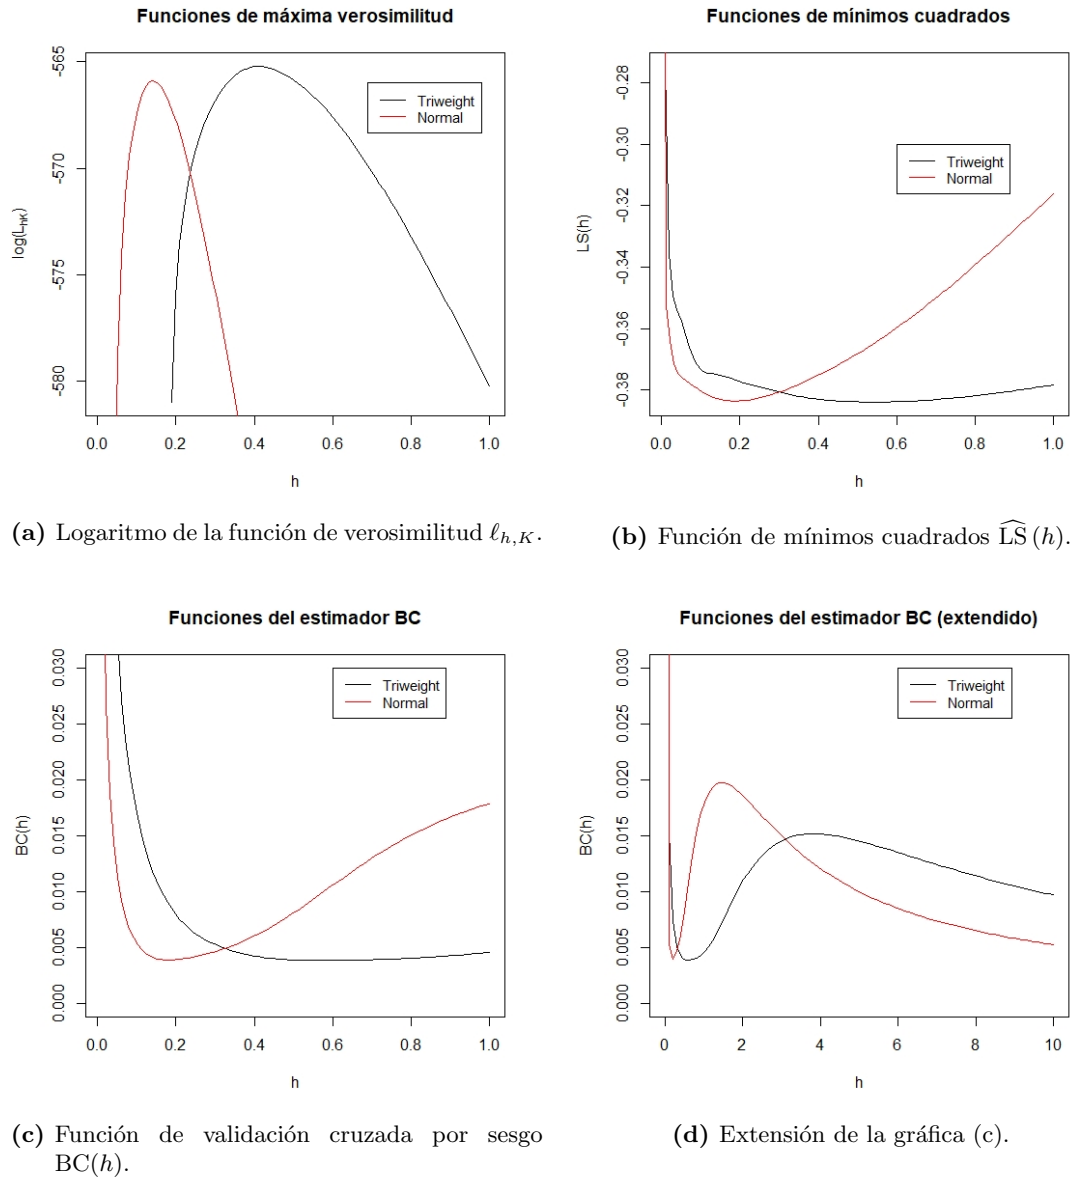 Funciones de máxima verosimilitud
log(L_hK)
-565
-570
-575
-580
Triweight
Normal
0.0 0.2 0.4 0.6 0.8 1.0
h
(a) Logaritmo de la función de verosimilitud ℓ_{h,K}.
Funciones de mínimos cuadrados
LS(h)
-0.28
-0.30
-0.32
-0.34
-0.36
-0.38
Triweight
Normal
0.0 0.2 0.4 0.6 0.8 1.0
h
(b) Función de mínimos cuadrados \widehat{LS}(h).
Funciones del estimador BC
BC(h)
0.030
0.025
0.020
0.015
0.010
0.005
0.000
Triweight
Normal
0.0 0.2 0.4 0.6 0.8 1.0
h
(c) Función de validación cruzada por sesgo
BC(h).
Funciones del estimador BC (extendido)
BC(h)
0.030
0.025
0.020
0.015
0.010
0.005
0.000
Triweight
Normal
0 2 4 6 8 10
h
(d) Extensión de la gráfica (c).